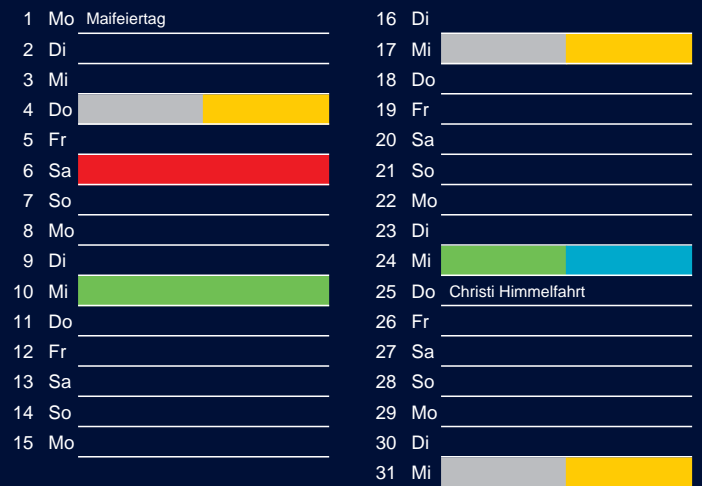 1 Mo Maifeiertag
2 Di
3 Mi
4 Do
5 Fr
6 Sa
7 So
8 Mo
9 Di
10 Mi
11 Do
12 Fr
13 Sa
14 So
15 Mo
16 Di
17 Mi
18 Do
19 Fr
20 Sa
21 So
22 Mo
23 Di
24 Mi
25 Do Christi Himmelfahrt
26 Fr
27 Sa
28 So
29 Mo
30 Di
31 Mi